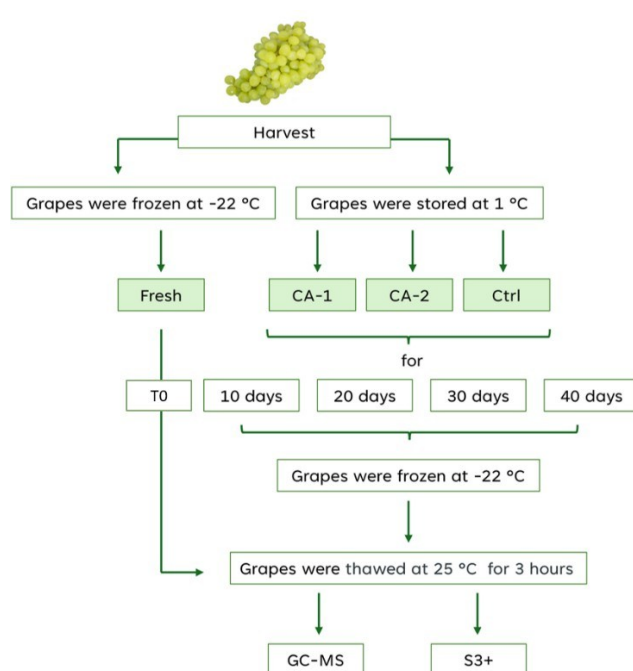 Harvest
Grapes were frozen at -22 °C
Grapes were stored at 1 °C
Fresh
CA-1
CA-2
Ctrl
for
T0
10 days
20 days
30 days
40 days
Grapes were frozen at -22 °C
Grapes were thawed at 25 °C for 3 hours
GC-MS
S3+